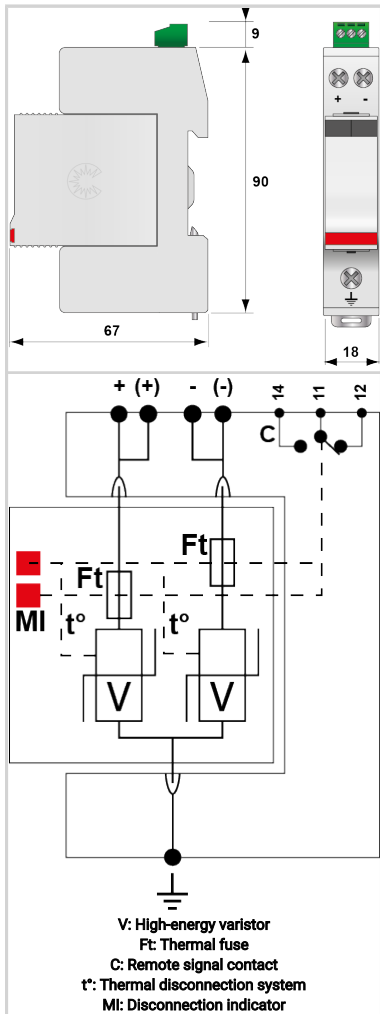 9
90
67
+ -
18
+ (+) - (-)
14 11 12
C
Ft
Ft
MI
t°
t°
V
V
V: High-energy varistor
Ft: Thermal fuse
C: Remote signal contact
t°: Thermal disconnection system
MI: Disconnection indicator